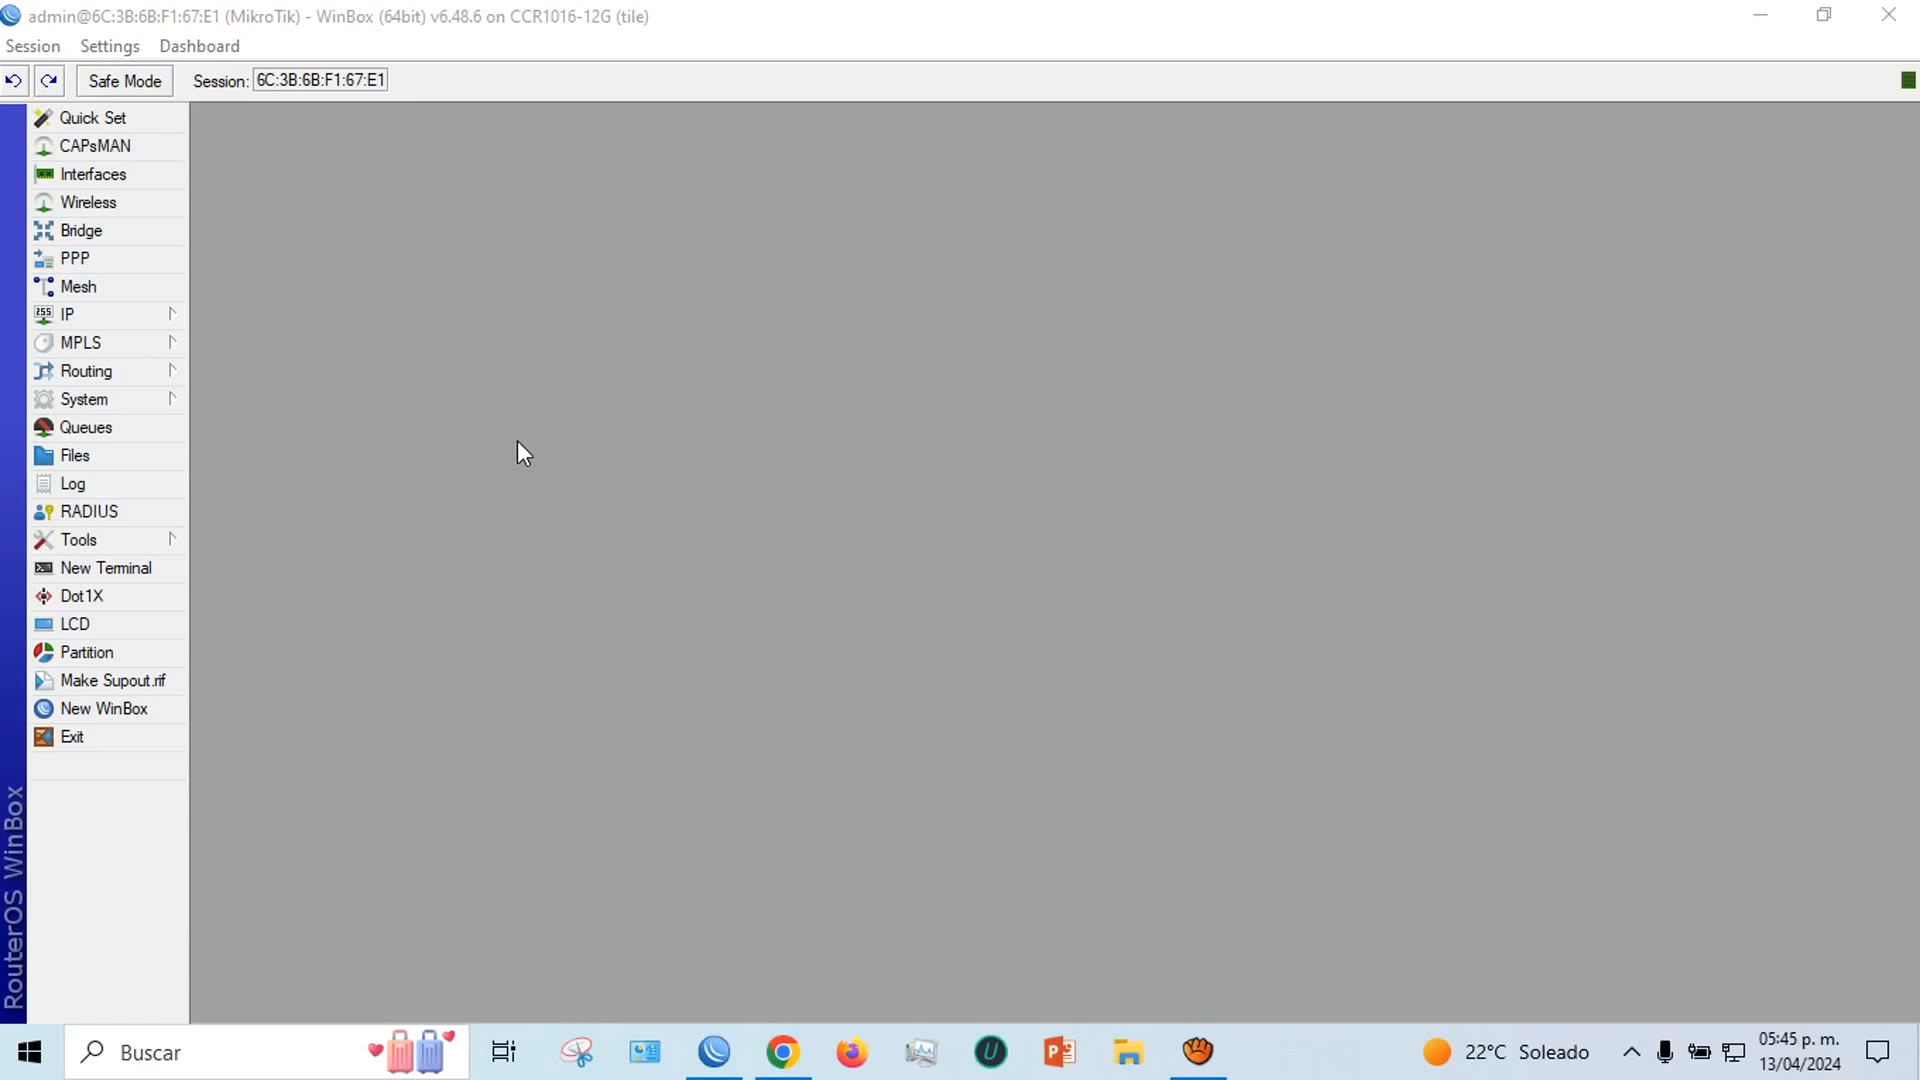 admin@6C:3B:6B:F1:67:E1 (MikroTik) - WinBox (64bit) v6.48.6 on CCR1016-12G (tile)
Session Settings Dashboard
Safe Mode Session: 6C:3B:6B:F1:67:E1
Quick Set
CAPsMAN
Interfaces
Wireless
Bridge
PPP
Mesh
255 IP
MPLS
Routing
System
Queues
Files
Log
RADIUS
Tools
New Terminal
Dot1X
LCD
Partition
Make Supout.rif
New WinBox
Exit
RouterOS WinBox
Buscar
22°C Soleado
05:45 p. m.
13/04/2024